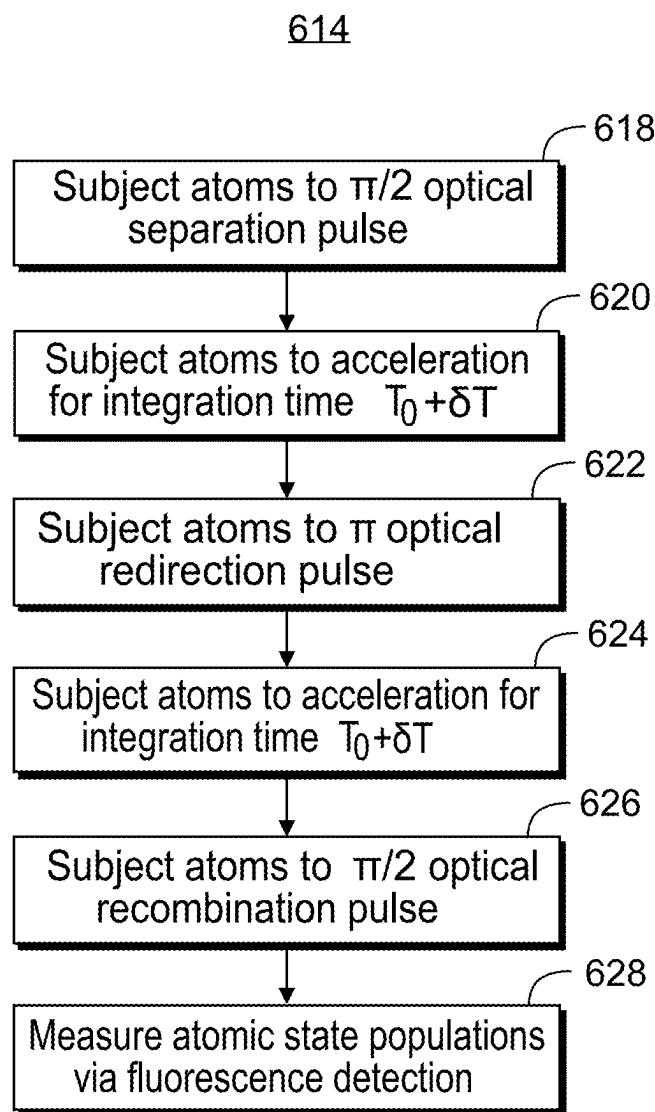 614
618
Subject atoms to π/2 optical
separation pulse
620
Subject atoms to acceleration
for integration time T₀+δT
622
Subject atoms to π optical
redirection pulse
624
Subject atoms to acceleration for
integration time T₀+δT
626
Subject atoms to π/2 optical
recombination pulse
628
Measure atomic state populations
via fluorescence detection